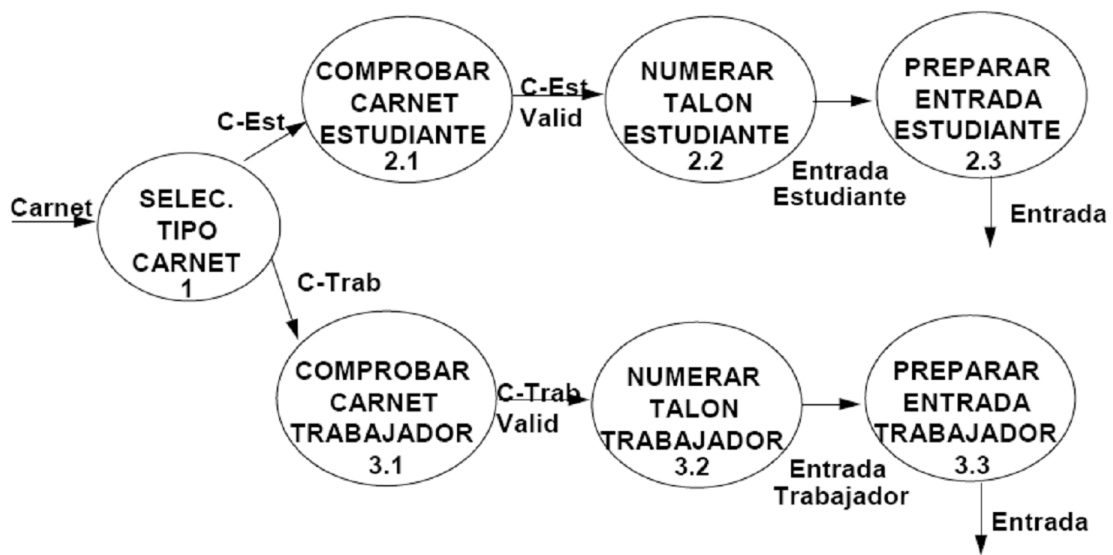 COMPROBAR
CARNET
ESTUDIANTE
2.1
NUMERAR
TALON
ESTUDIANTE
2.2
PREPARAR
ENTRADA
ESTUDIANTE
2.3
C-Est
C-Est
Valid
Entrada
Estudiante
Entrada
Carnet
SELEC.
TIPO
CARNET
1
C-Trab
COMPROBAR
CARNET
TRABAJADOR
3.1
C-Trab
Valid
NUMERAR
TALON
TRABAJADOR
3.2
Entrada
Trabajador
PREPARAR
ENTRADA
TRABAJADOR
3.3
Entrada